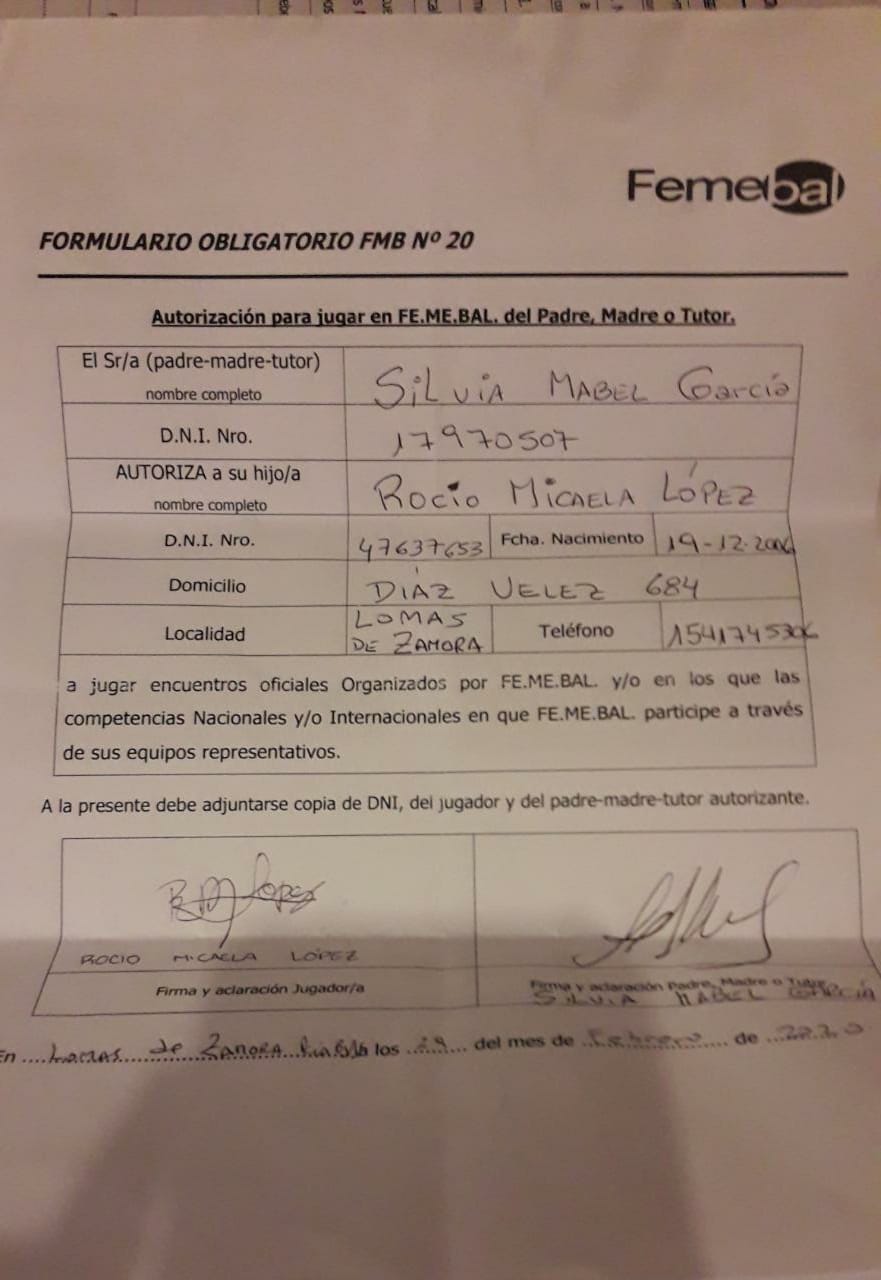 Femebal
FORMULARIO OBLIGATORIO FMB Nº 20
Autorización para jugar en FE.ME.BAL. del Padre, Madre o Tutor.
El Sr/a (padre-madre-tutor)
nombre completo
SiLviA MABEL García
D.N.I. Nro.
17970507
AUTORIZA a su hijo/a
nombre completo
ROCIO MICAELA LÓPEZ
D.N.I. Nro.
47637653
Fcha. Nacimiento
19-12-2006
Domicilio
DÍAZ VELEZ 684
Localidad
LOMAS
DE ZAMORA
Teléfono
1541745306
a jugar encuentros oficiales Organizados por FE.ME.BAL. y/o en los que las
competencias Nacionales y/o Internacionales en que FE.ME.BAL. participe a través
de sus equipos representativos.
A la presente debe adjuntarse copia de DNI, del jugador y del padre-madre-tutor autorizante.
ROCIO MICAELA LÓPEZ
Firma y aclaración Jugador/a
Firma y aclaración Padre, Madre o Tutor
SILVIA MABEL GARCÍA
En Lomas de ZAMORA a los del mes de Febrero de